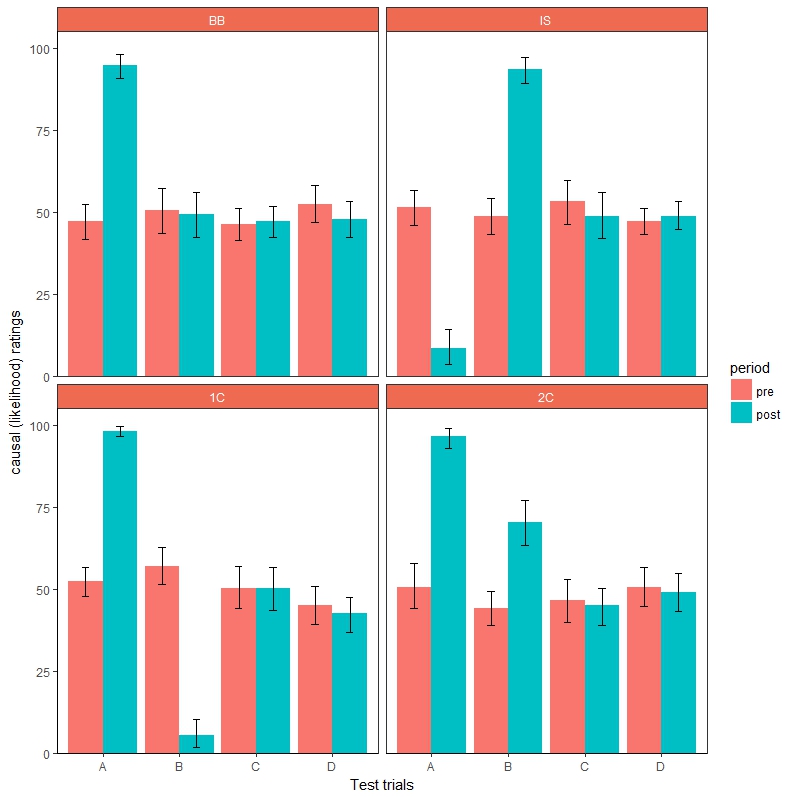 BB
IS
100
75
50
25
0
1C
2C
100
75
50
25
0
A B C D
A B C D
Test trials
causal (likelihood) ratings
period
pre
post